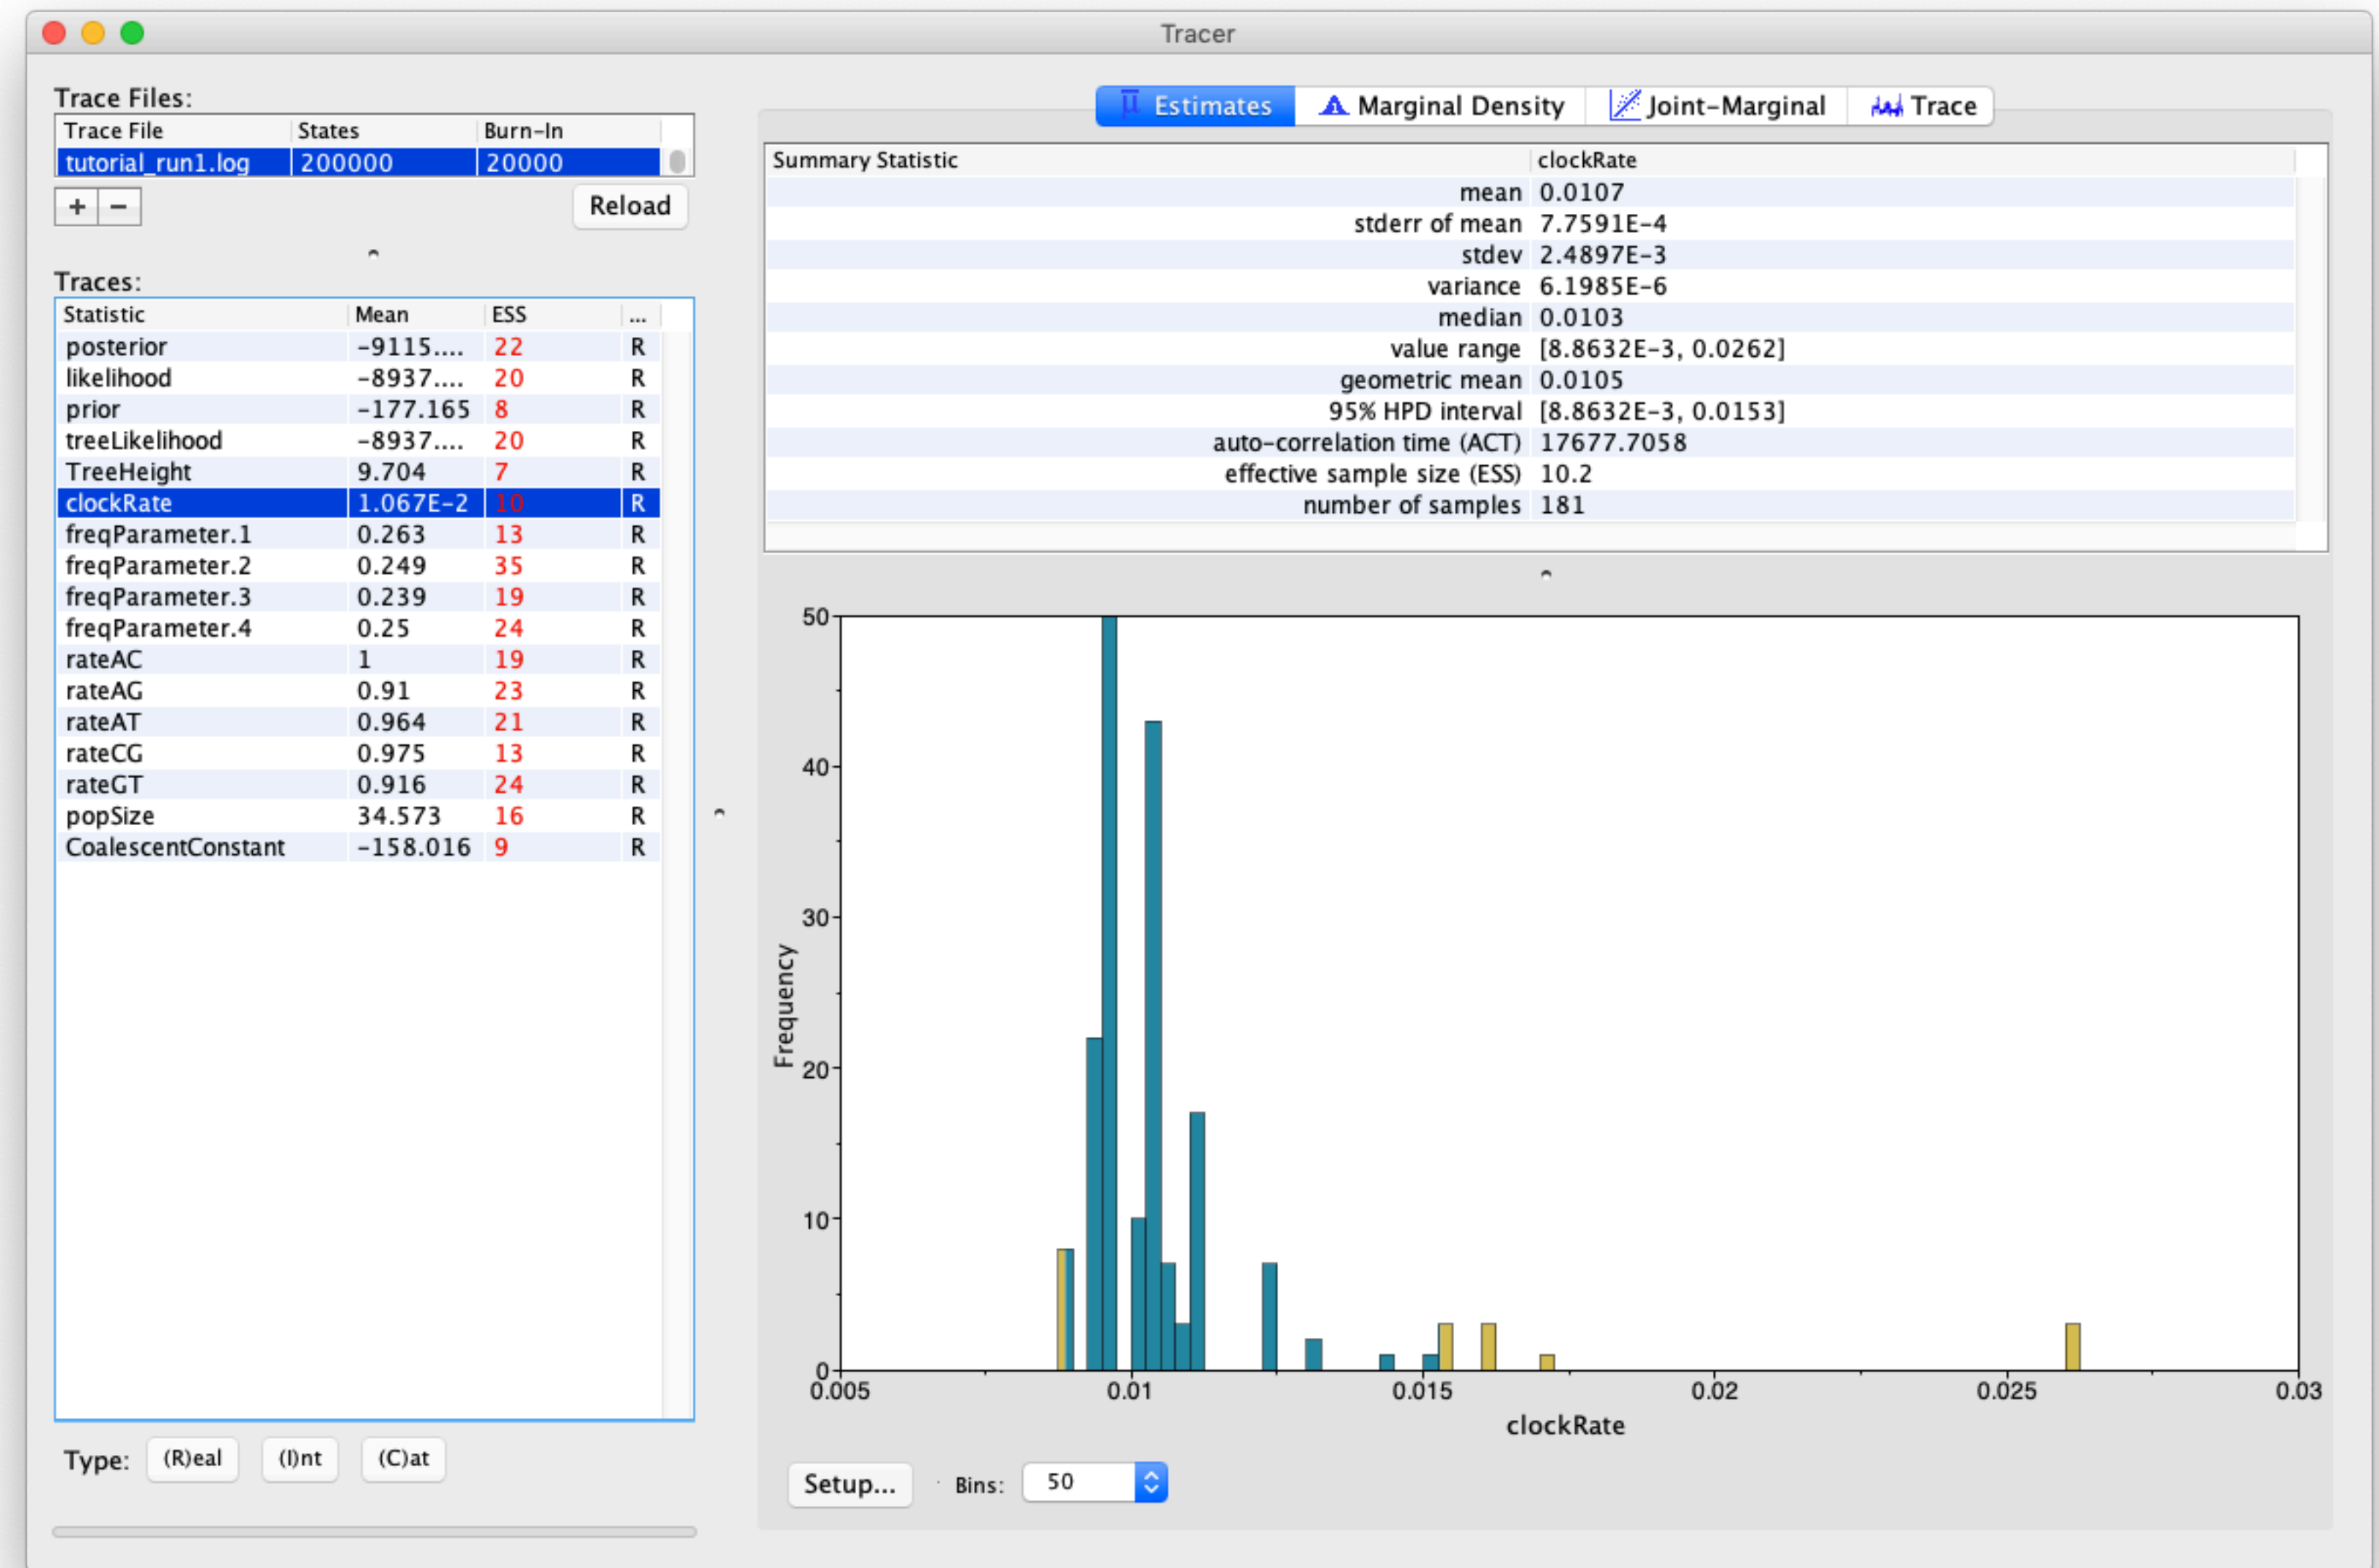 Tracer
Trace Files:
Trace File States Burn-In
tutorial_run1.log 200000 20000
+ −
Reload
Traces:
Statistic Mean ESS ...
posterior -9115.... 22 R
likelihood -8937.... 20 R
prior -177.165 8 R
treeLikelihood -8937.... 20 R
TreeHeight 9.704 7 R
clockRate 1.067E-2 10 R
freqParameter.1 0.263 13 R
freqParameter.2 0.249 35 R
freqParameter.3 0.239 19 R
freqParameter.4 0.25 24 R
rateAC 1 19 R
rateAG 0.91 23 R
rateAT 0.964 21 R
rateCG 0.975 13 R
rateGT 0.916 24 R
popSize 34.573 16 R
CoalescentConstant -158.016 9 R
Type: (R)eal (I)nt (C)at
Estimates Marginal Density Joint-Marginal Trace
Summary Statistic clockRate
mean 0.0107
stderr of mean 7.7591E-4
stdev 2.4897E-3
variance 6.1985E-6
median 0.0103
value range [8.8632E-3, 0.0262]
geometric mean 0.0105
95% HPD interval [8.8632E-3, 0.0153]
auto-correlation time (ACT) 17677.7058
effective sample size (ESS) 10.2
number of samples 181
50
40
30
20
10
0
Frequency
0.005 0.01 0.015 0.02 0.025 0.03
clockRate
Setup... Bins: 50